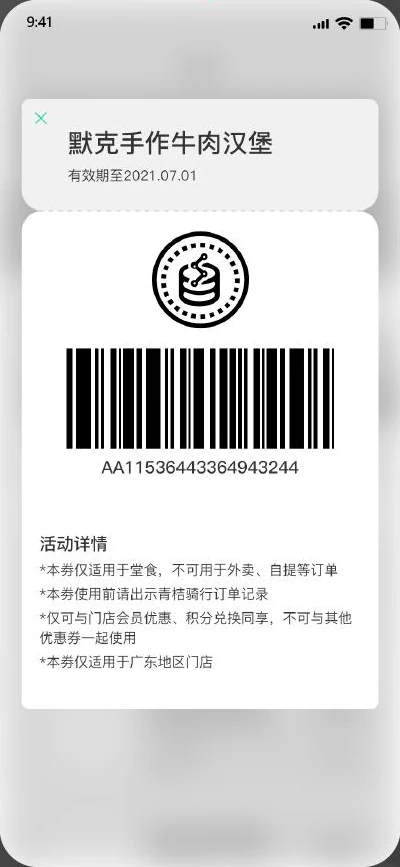 9:41
默克手作牛肉汉堡
有效期至2021.07.01
AA11536443364943244
活动详情
*本券仅适用于堂食，不可用于外卖、自提等订单
*本券使用前请出示青桔骑行订单记录
*仅可与门店会员优惠、积分兑换同享，不可与其他
优惠券一起使用
*本券仅适用于广东地区门店